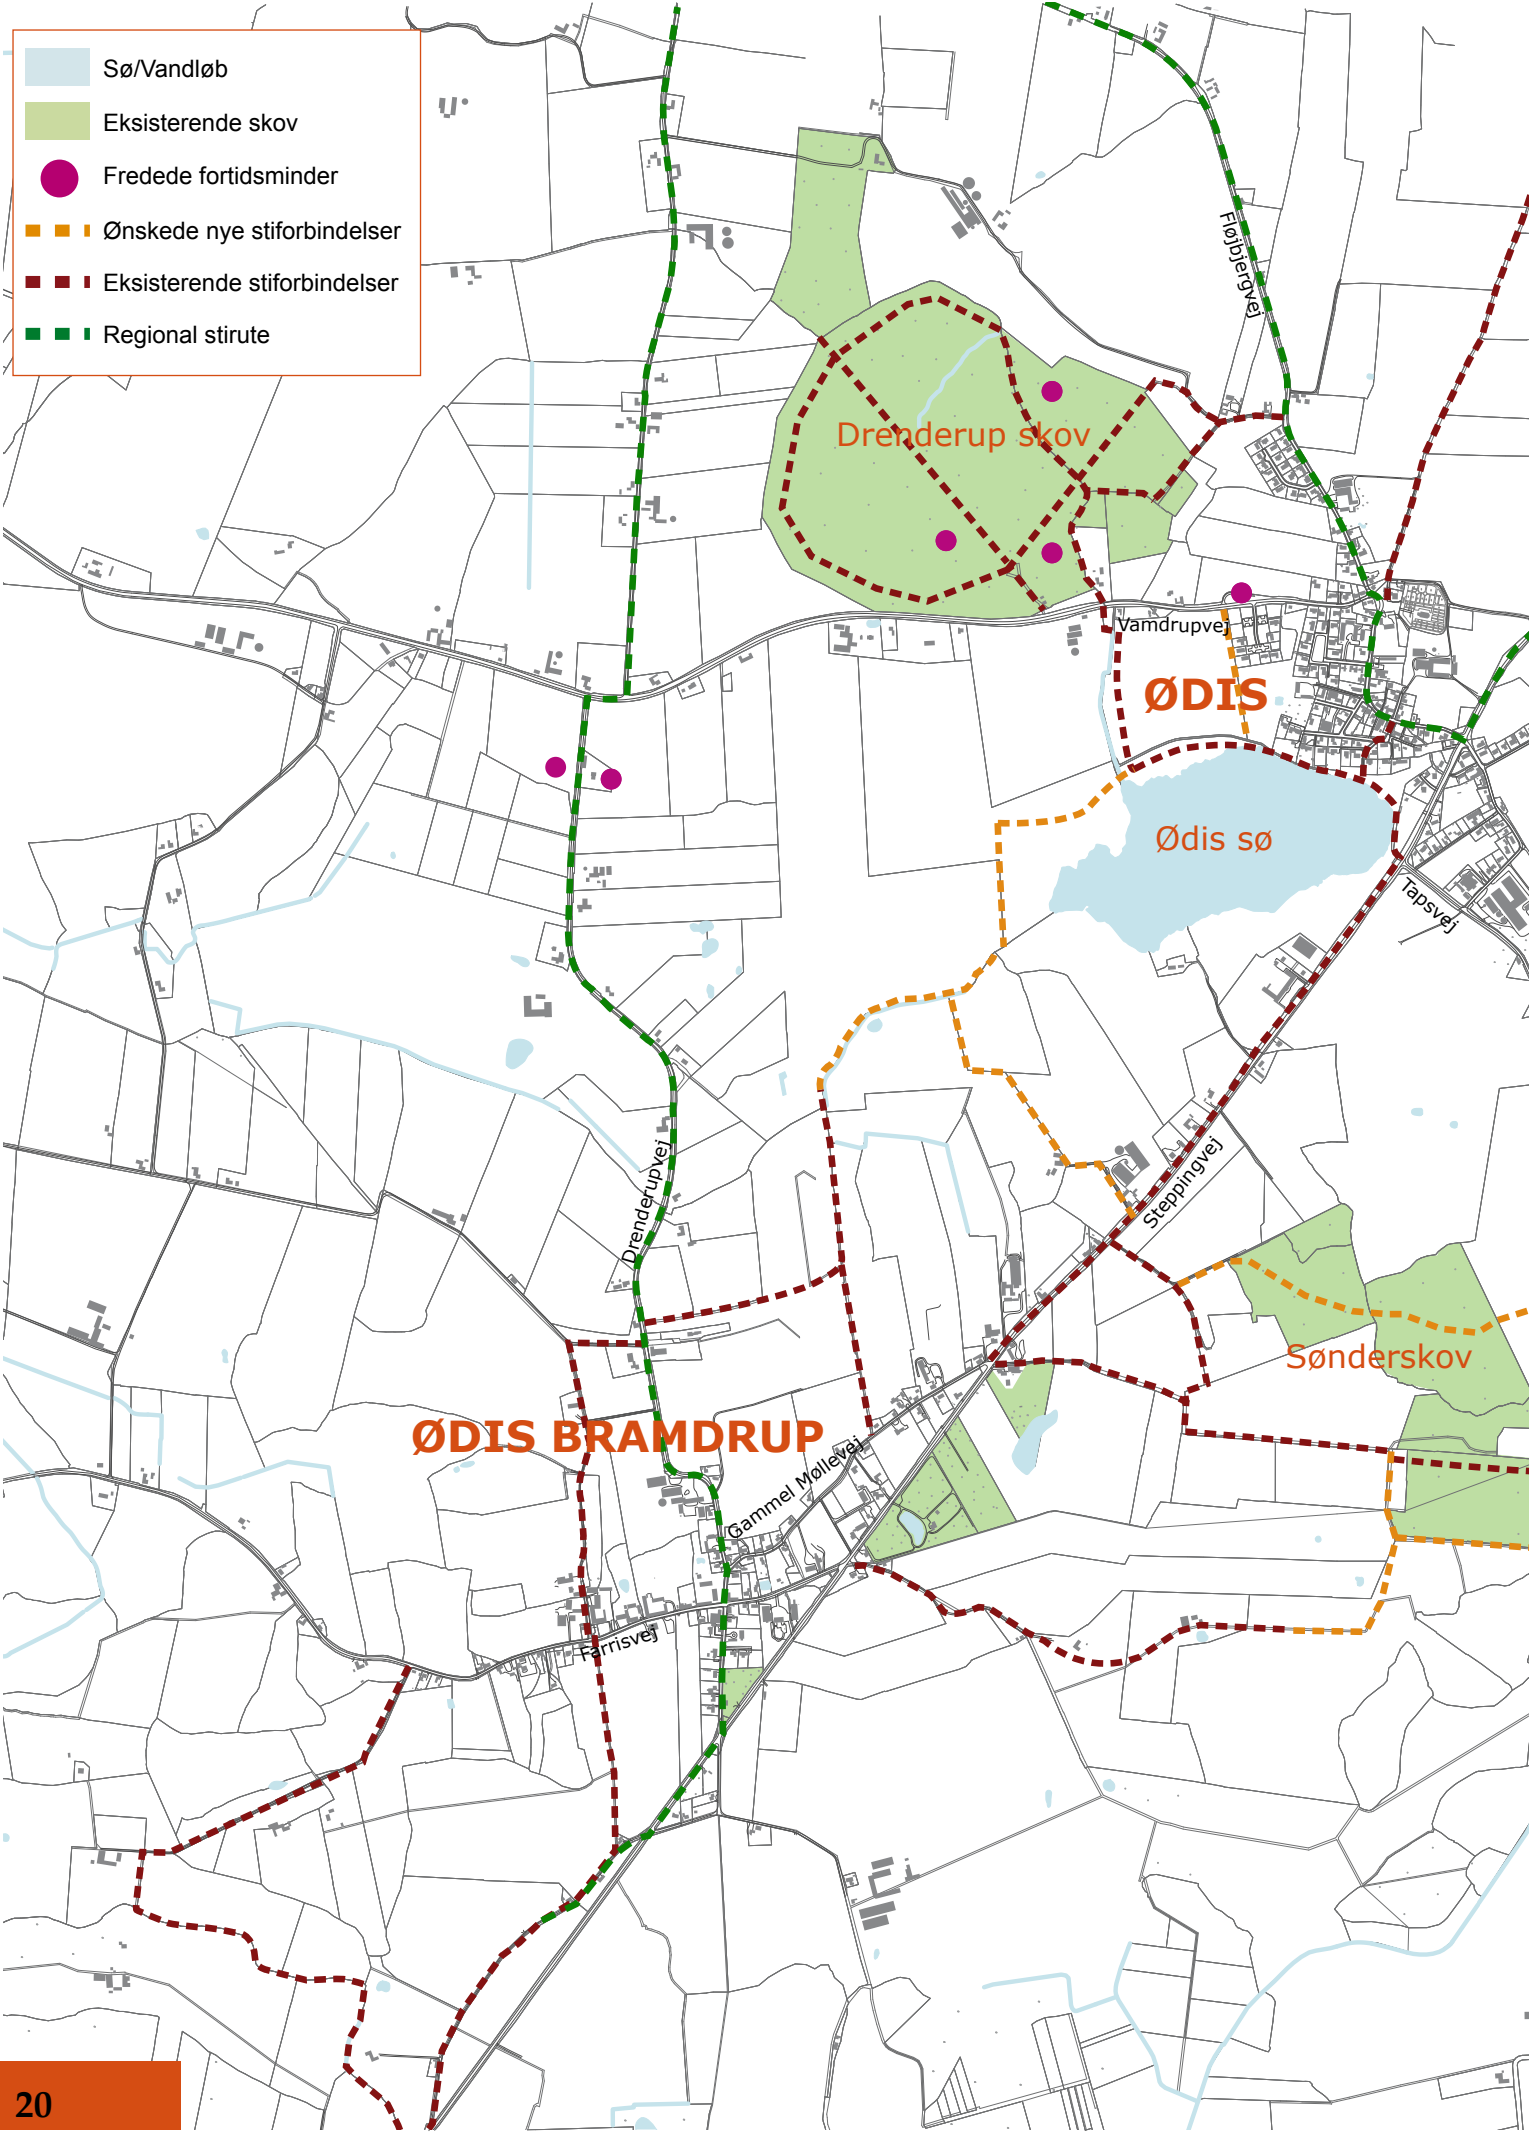 Sø/Vandløb
Eksisterende skov
Fredede fortidsminder
Ønskede nye stiforbindelser
Eksisterende stiforbindelser
Regional stirute
Fløjbjergvej
Drenderup skov
Vamdrupvej
ØDIS
Ødis sø
Tapsvej
Drenderupvej
Steppingvej
Sønderskov
ØDIS BRAMDRUP
Gammel Møllevej
Farrisvej
20